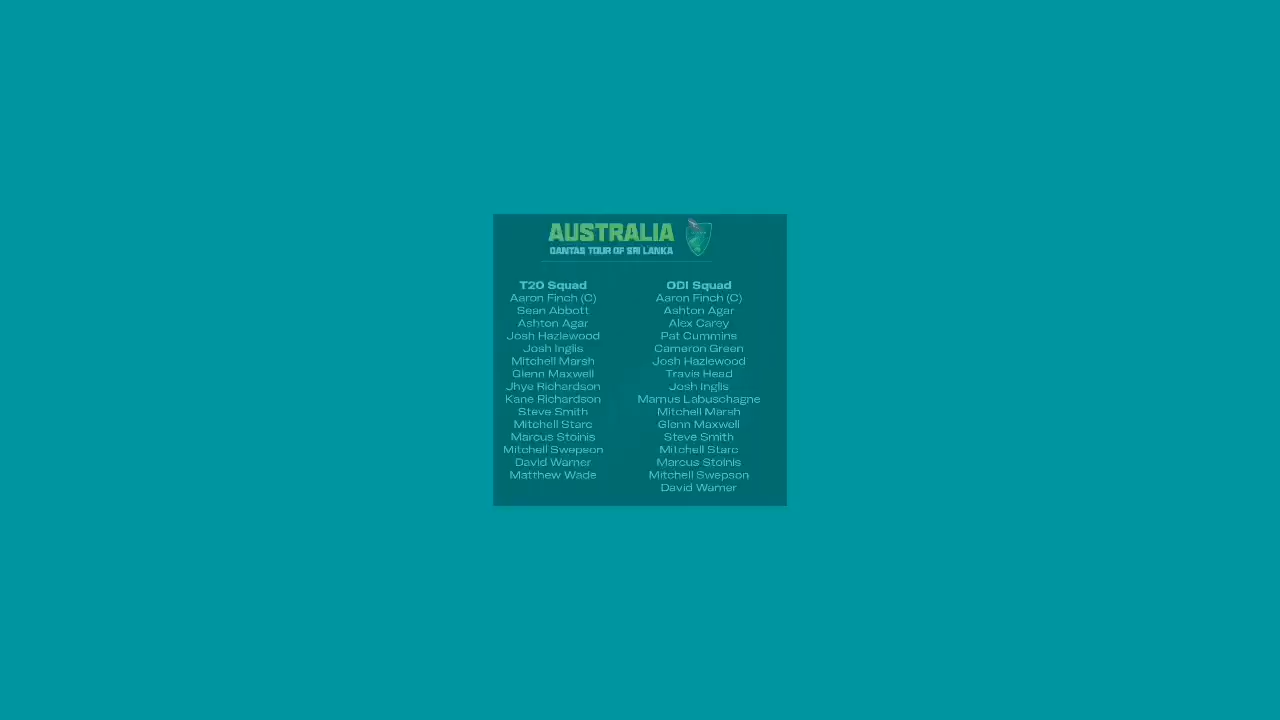 AUSTRALIA
QANTAS TOUR OF SRI LANKA
T20 Squad
Aaron Finch (C)
Sean Abbott
Ashton Agar
Josh Hazlewood
Josh Inglis
Mitchell Marsh
Glenn Maxwell
Jhye Richardson
Kane Richardson
Steve Smith
Mitchell Starc
Marcus Stoinis
Mitchell Swepson
David Warner
Matthew Wade
ODI Squad
Aaron Finch (C)
Ashton Agar
Alex Carey
Pat Cummins
Cameron Green
Josh Hazlewood
Travis Head
Josh Inglis
Marnus Labuschagne
Mitchell Marsh
Glenn Maxwell
Steve Smith
Mitchell Starc
Marcus Stoinis
Mitchell Swepson
David Warner